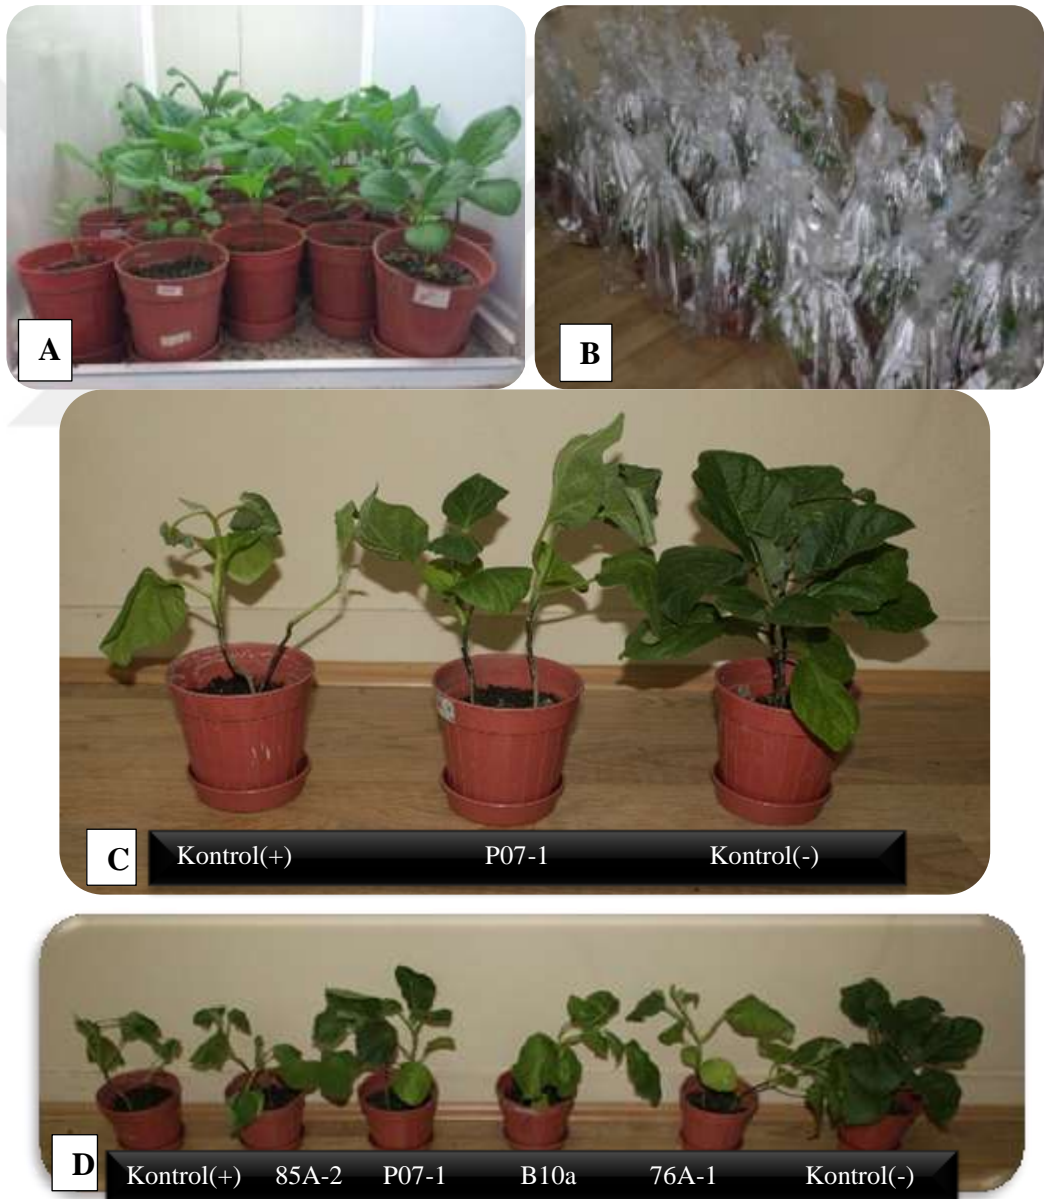 A
B
C
Kontrol(+) P07-1 Kontrol(-)
D
Kontrol(+) 85A-2 P07-1 B10a 76A-1 Kontrol(-)